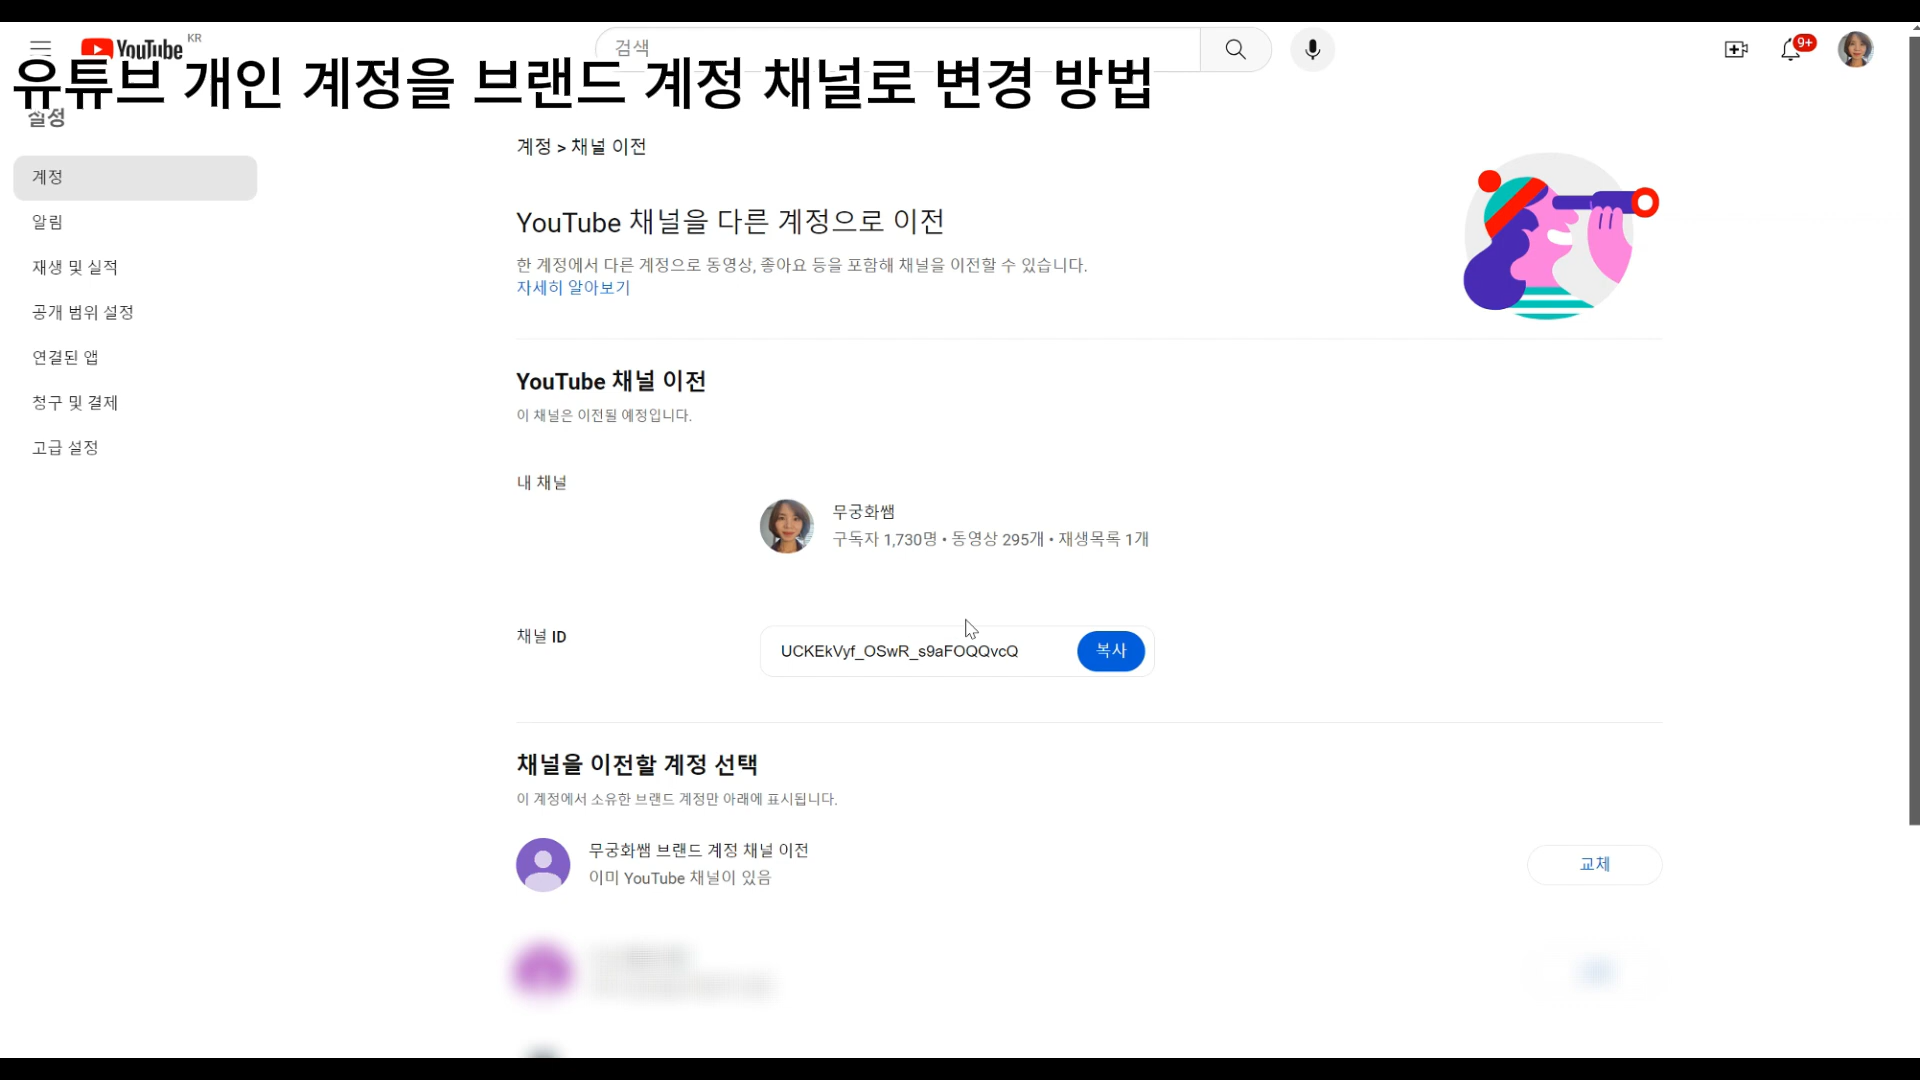 YouTube KR
검색
9+
유튜브 개인 계정을 브랜드 계정 채널로 변경 방법
설정
계정
알림
재생 및 실적
공개 범위 설정
연결된 앱
청구 및 결제
고급 설정
계정 > 채널 이전
YouTube 채널을 다른 계정으로 이전
한 계정에서 다른 계정으로 동영상, 좋아요 등을 포함해 채널을 이전할 수 있습니다.
자세히 알아보기
YouTube 채널 이전
이 채널은 이전될 예정입니다.
내 채널
무궁화쌤
구독자 1,730명 • 동영상 295개 • 재생목록 1개
채널 ID
UCKEkVyf_OSwR_s9aFOQQvcQ
복사
채널을 이전할 계정 선택
이 계정에서 소유한 브랜드 계정만 아래에 표시됩니다.
무궁화쌤 브랜드 계정 채널 이전
이미 YouTube 채널이 있음
교체